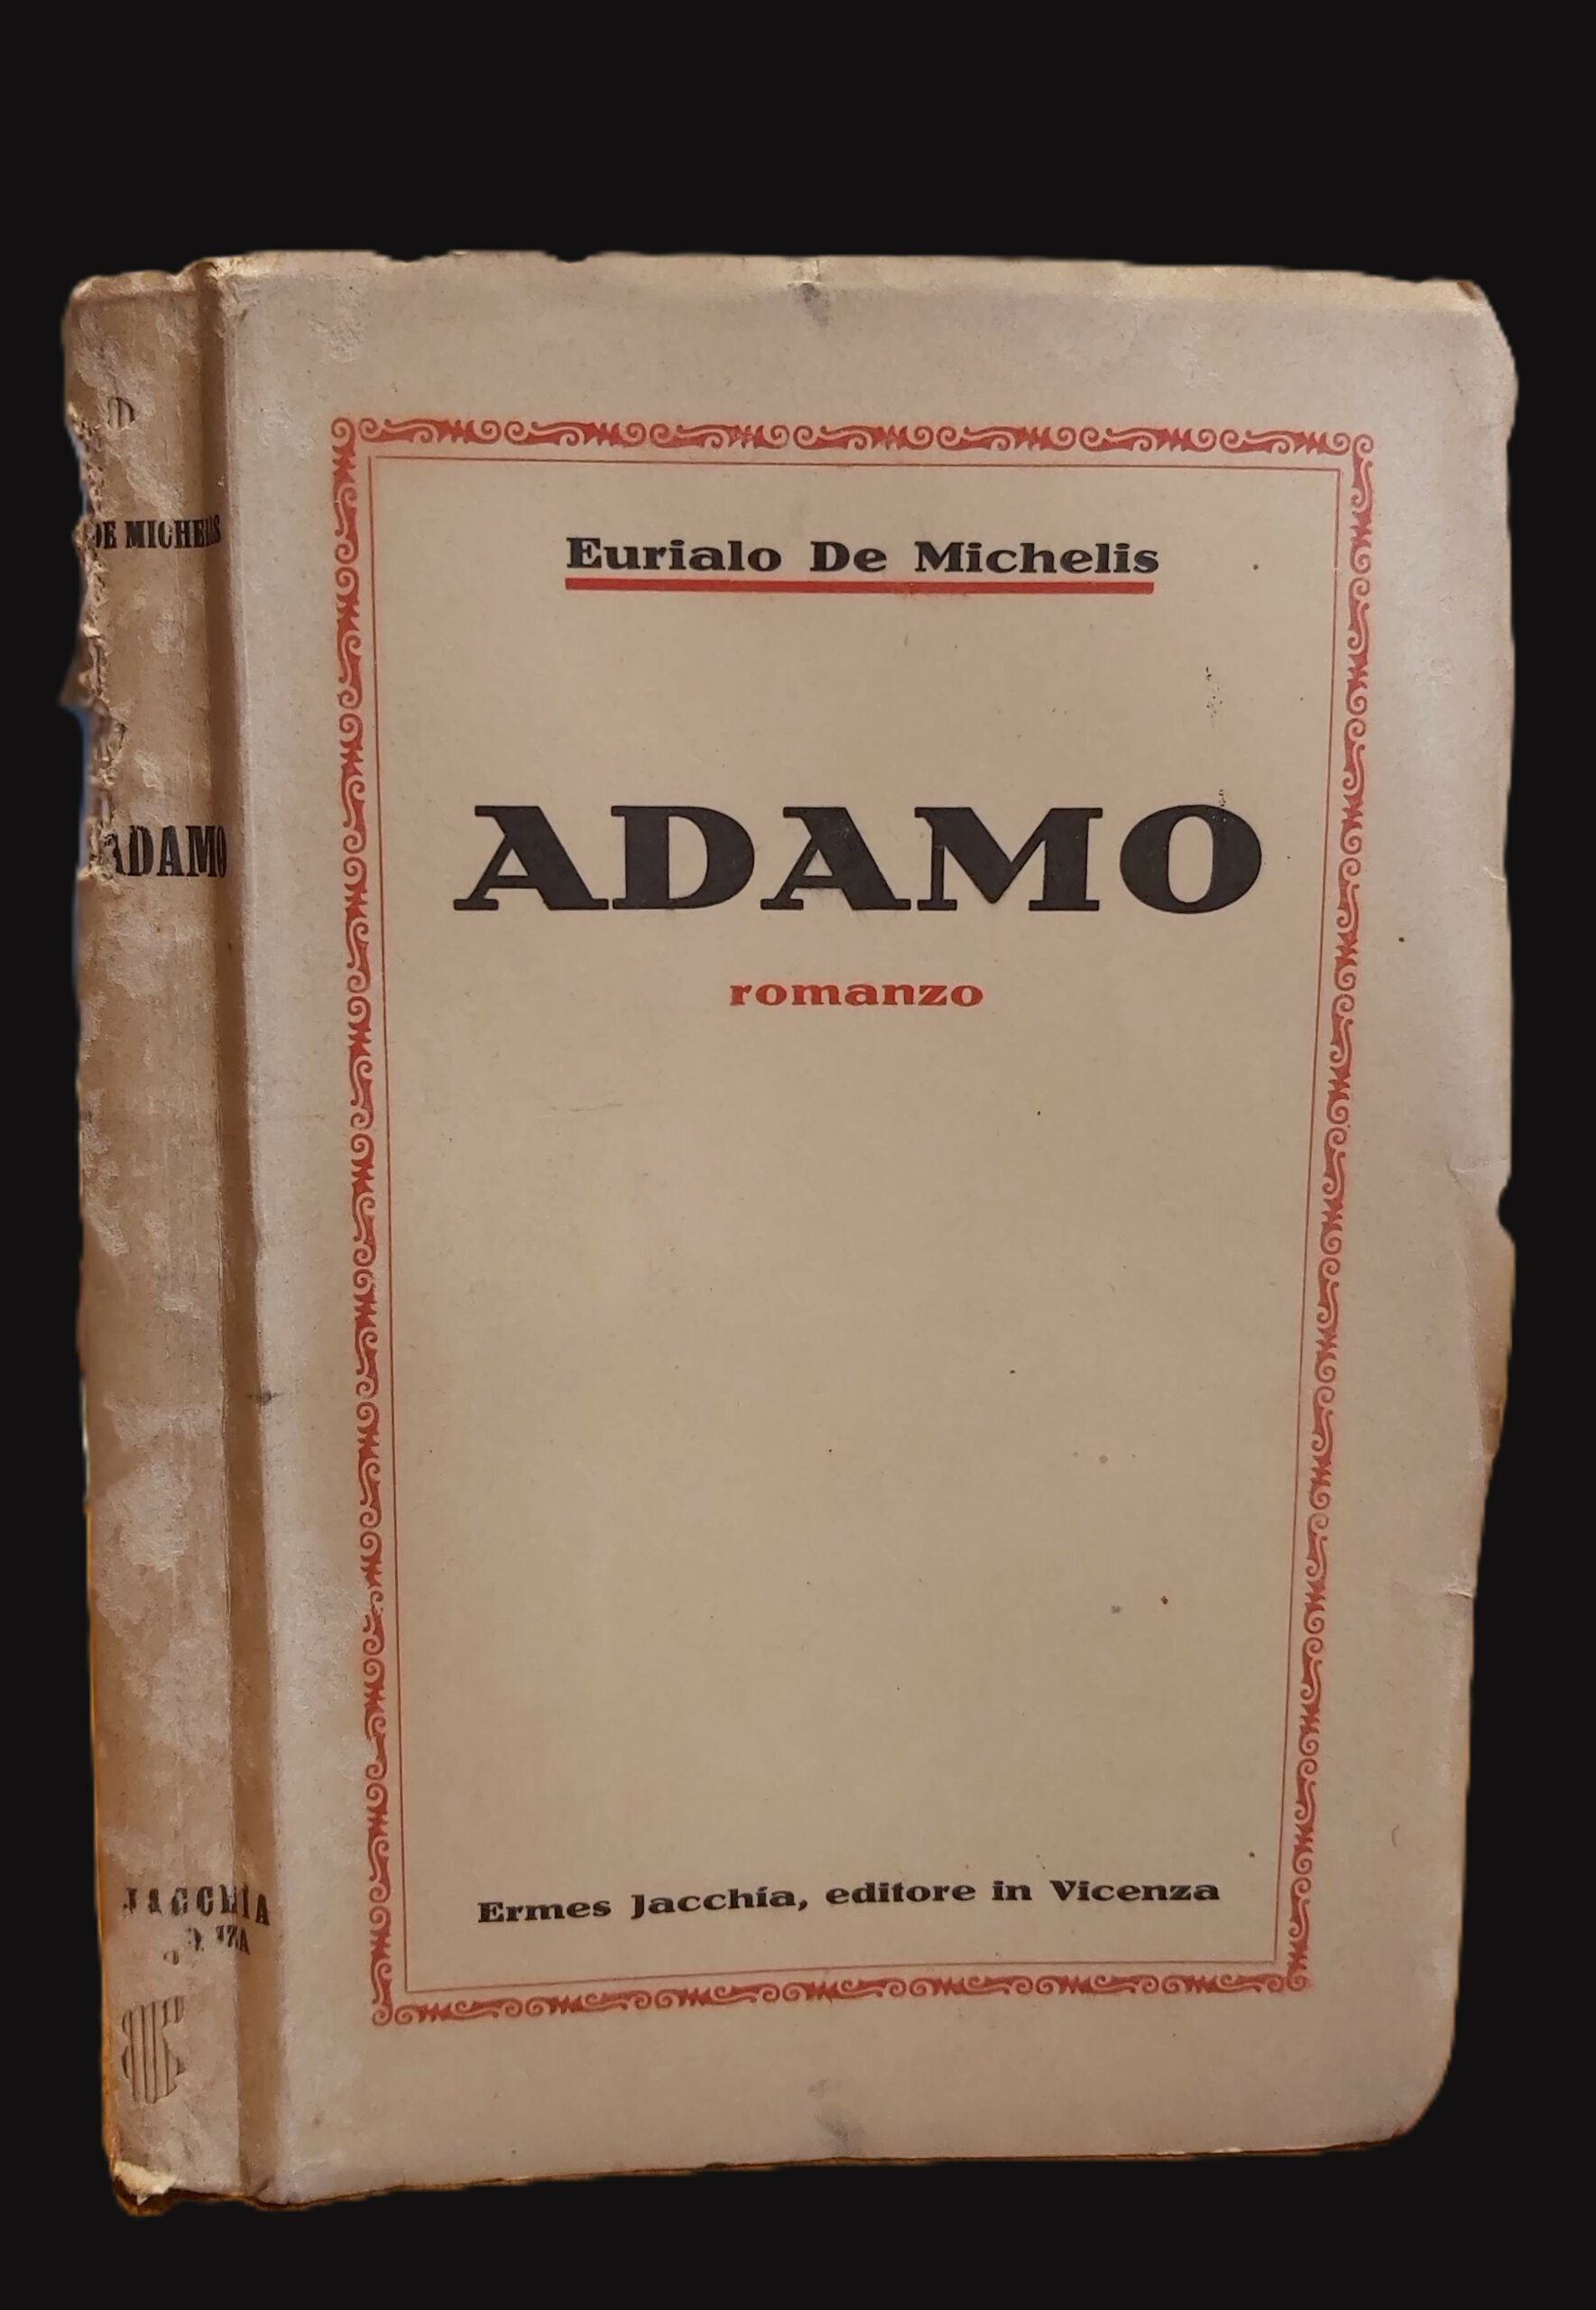 Eurialo De Michelis
ADAMO
romanzo
Ermes Jacchía, editore in Vicenza
DE MICHELIS
ADAMO
JACCHIA